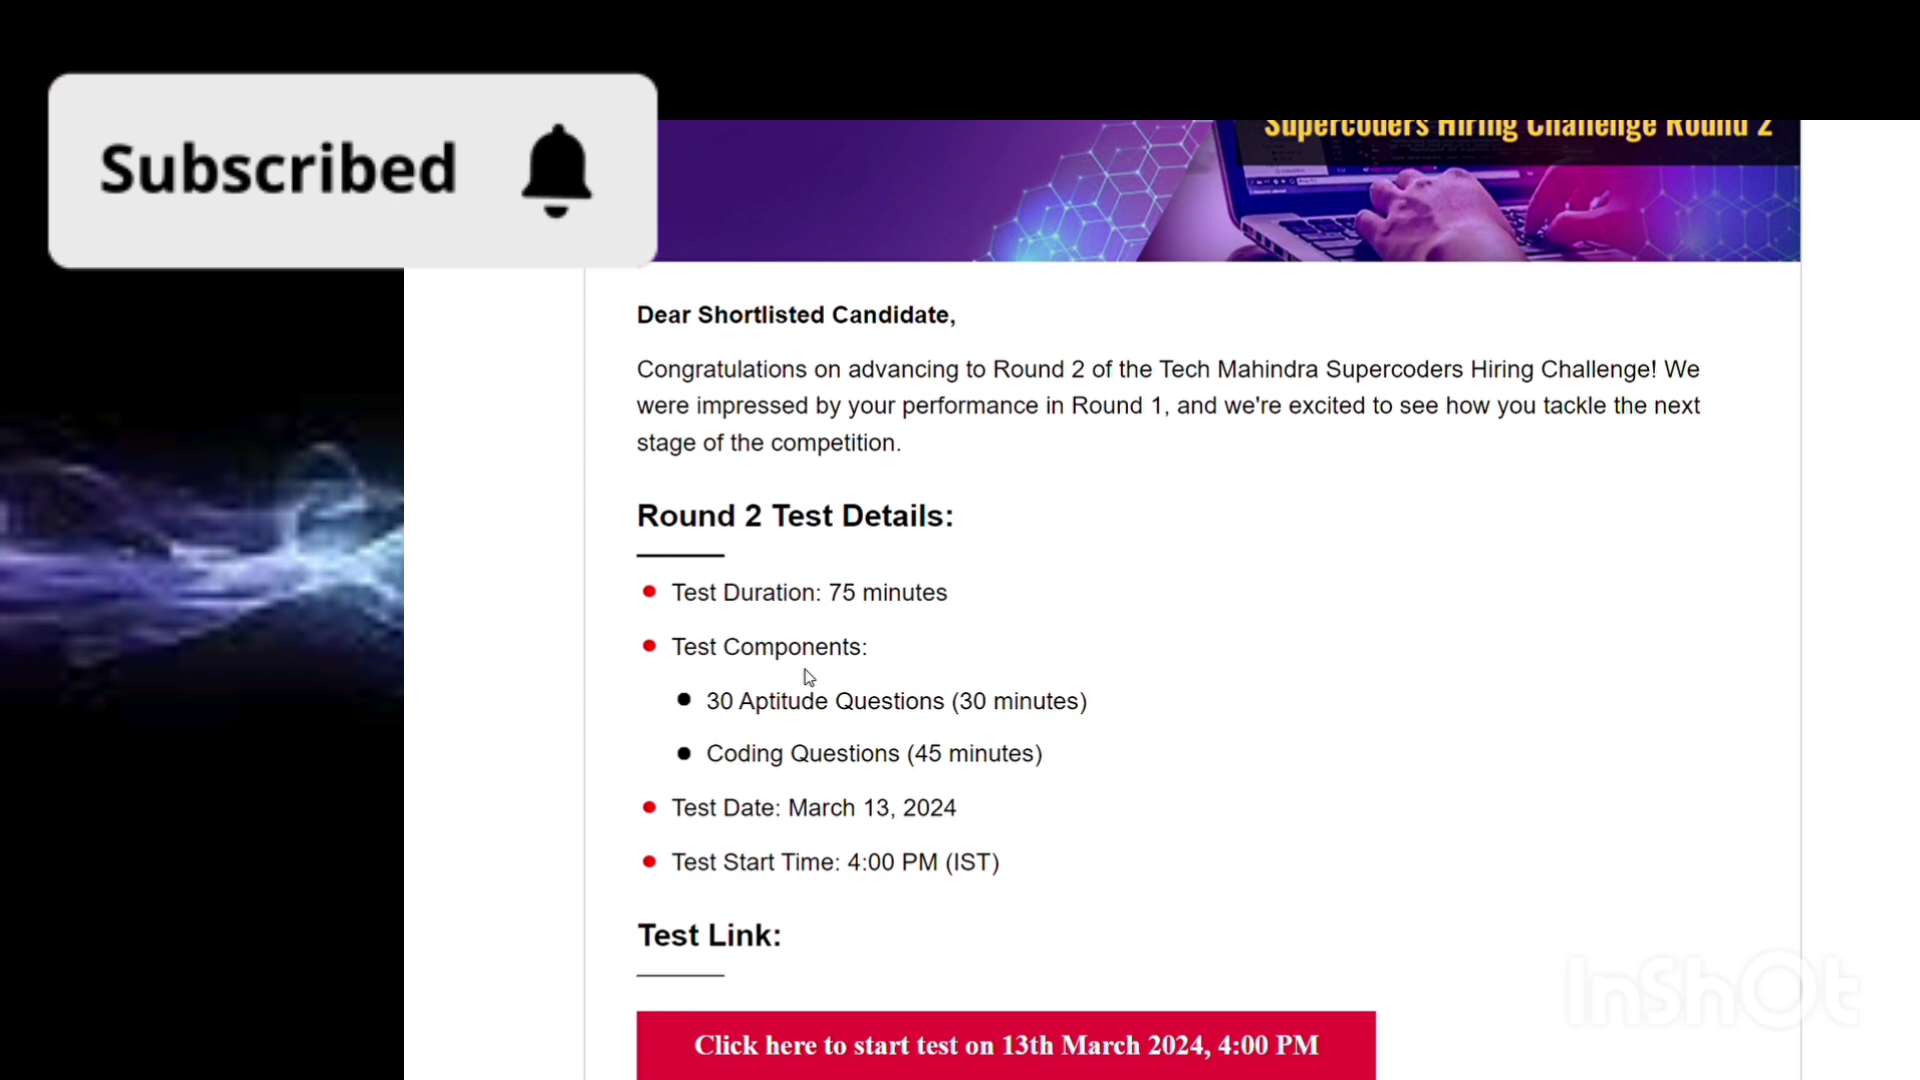 Subscribed
Supercoders Hiring Challenge Round 2
Dear Shortlisted Candidate,
Congratulations on advancing to Round 2 of the Tech Mahindra Supercoders Hiring Challenge! We
were impressed by your performance in Round 1, and we're excited to see how you tackle the next
stage of the competition.
Round 2 Test Details:
Test Duration: 75 minutes
Test Components:
30 Aptitude Questions (30 minutes)
Coding Questions (45 minutes)
Test Date: March 13, 2024
Test Start Time: 4:00 PM (IST)
Test Link:
Click here to start test on 13th March 2024, 4:00 PM
InShOt